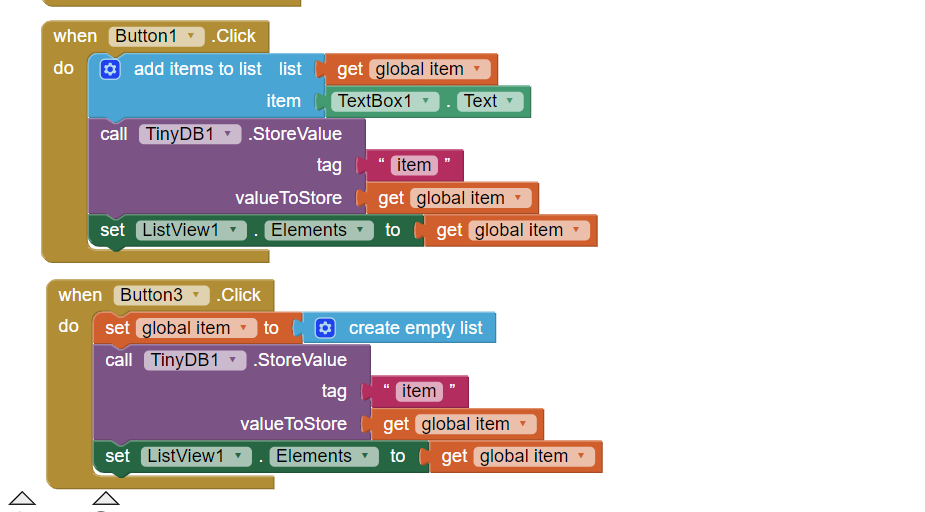 when Button1 .Click
do add items to list list get global item
item TextBox1 . Text
call TinyDB1 .StoreValue
tag “ item ”
valueToStore get global item
set ListView1 . Elements to get global item
when Button3 .Click
do set global item to create empty list
call TinyDB1 .StoreValue
tag “ item ”
valueToStore get global item
set ListView1 . Elements to get global item